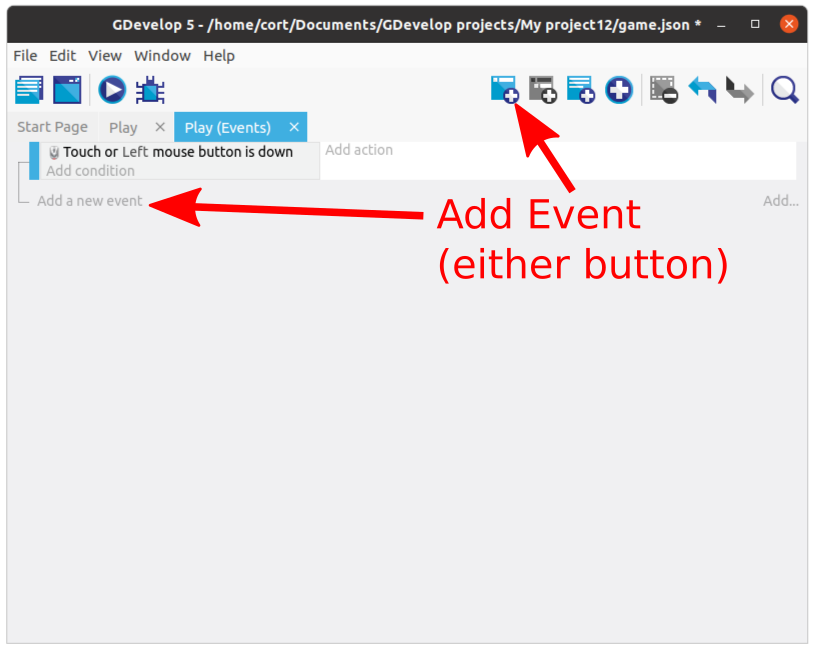 GDevelop 5 - /home/cort/Documents/GDevelop projects/My project12/game.json *
File Edit View Window Help
Start Page Play × Play (Events) ×
Touch or Left mouse button is down
Add action
Add condition
Add a new event
Add...
Add Event
(either button)